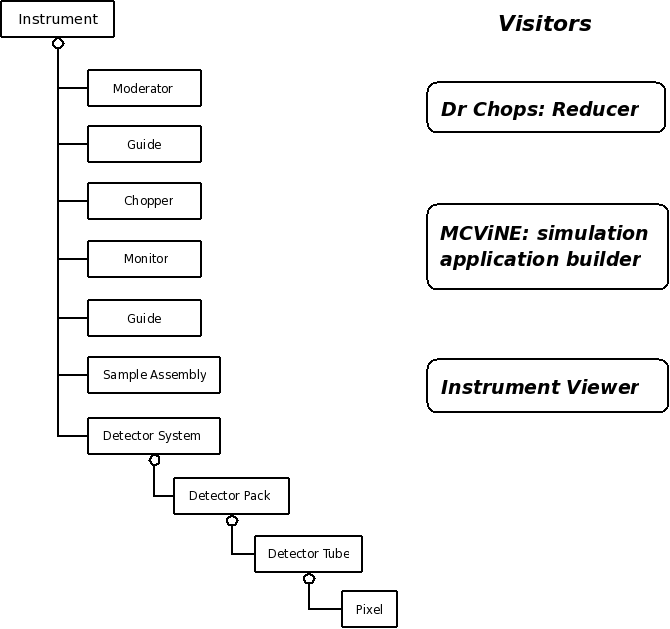 Instrument
Visitors
Moderator
Dr Chops: Reducer
Guide
Chopper
MCViNE: simulation
application builder
Monitor
Guide
Sample Assembly
Instrument Viewer
Detector System
Detector Pack
Detector Tube
Pixel